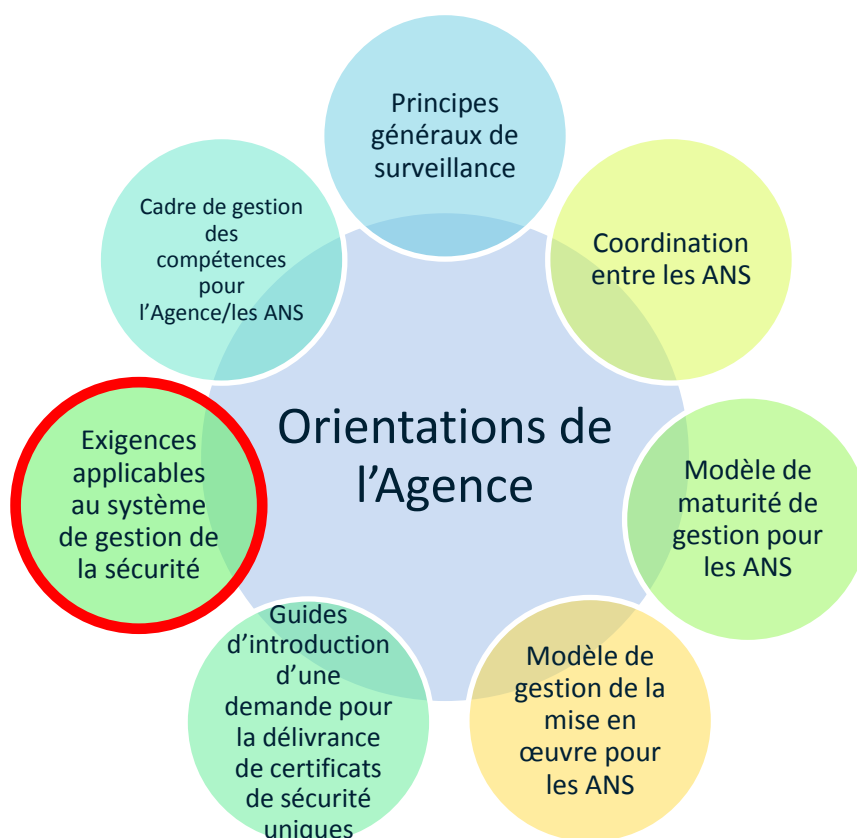 Principes
généraux de
surveillance
Coordination
entre les ANS
Modèle de
maturité de
gestion pour
les ANS
Modèle de
gestion de la
mise en
œuvre pour
les ANS
Guides
d’introduction
d’une
demande pour
la délivrance
de certificats
de sécurité
uniques
Exigences
applicables
au système
de gestion de
la sécurité
Cadre de gestion
des
compétences
pour
l’Agence/les ANS
Orientations de
l’Agence